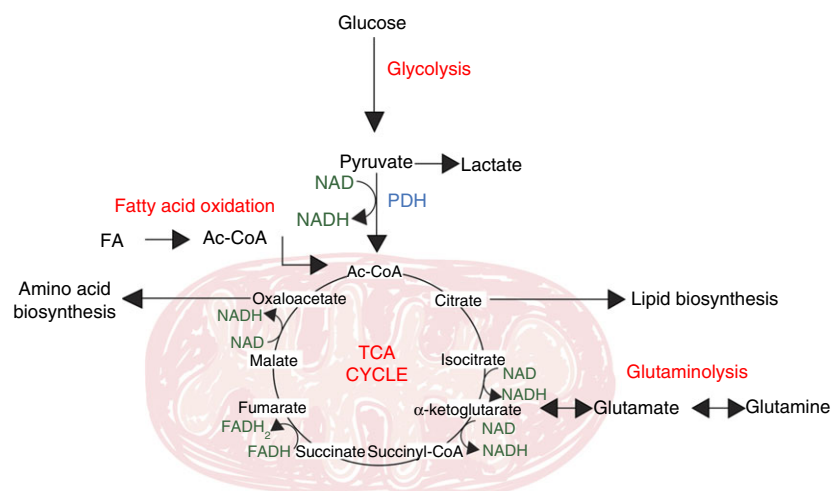 Glucose
Glycolysis
Pyruvate
Lactate
NAD
PDH
NADH
Fatty acid oxidation
FA
Ac-CoA
Ac-CoA
Amino acid
biosynthesis
Oxaloacetate
Citrate
Lipid biosynthesis
NADH
NAD
Malate
TCA
CYCLE
Isocitrate
NAD
NADH
Glutaminolysis
Fumarate
α-ketoglutarate
Glutamate
Glutamine
FADH2
FADH
NAD
NADH
Succinate
Succinyl-CoA